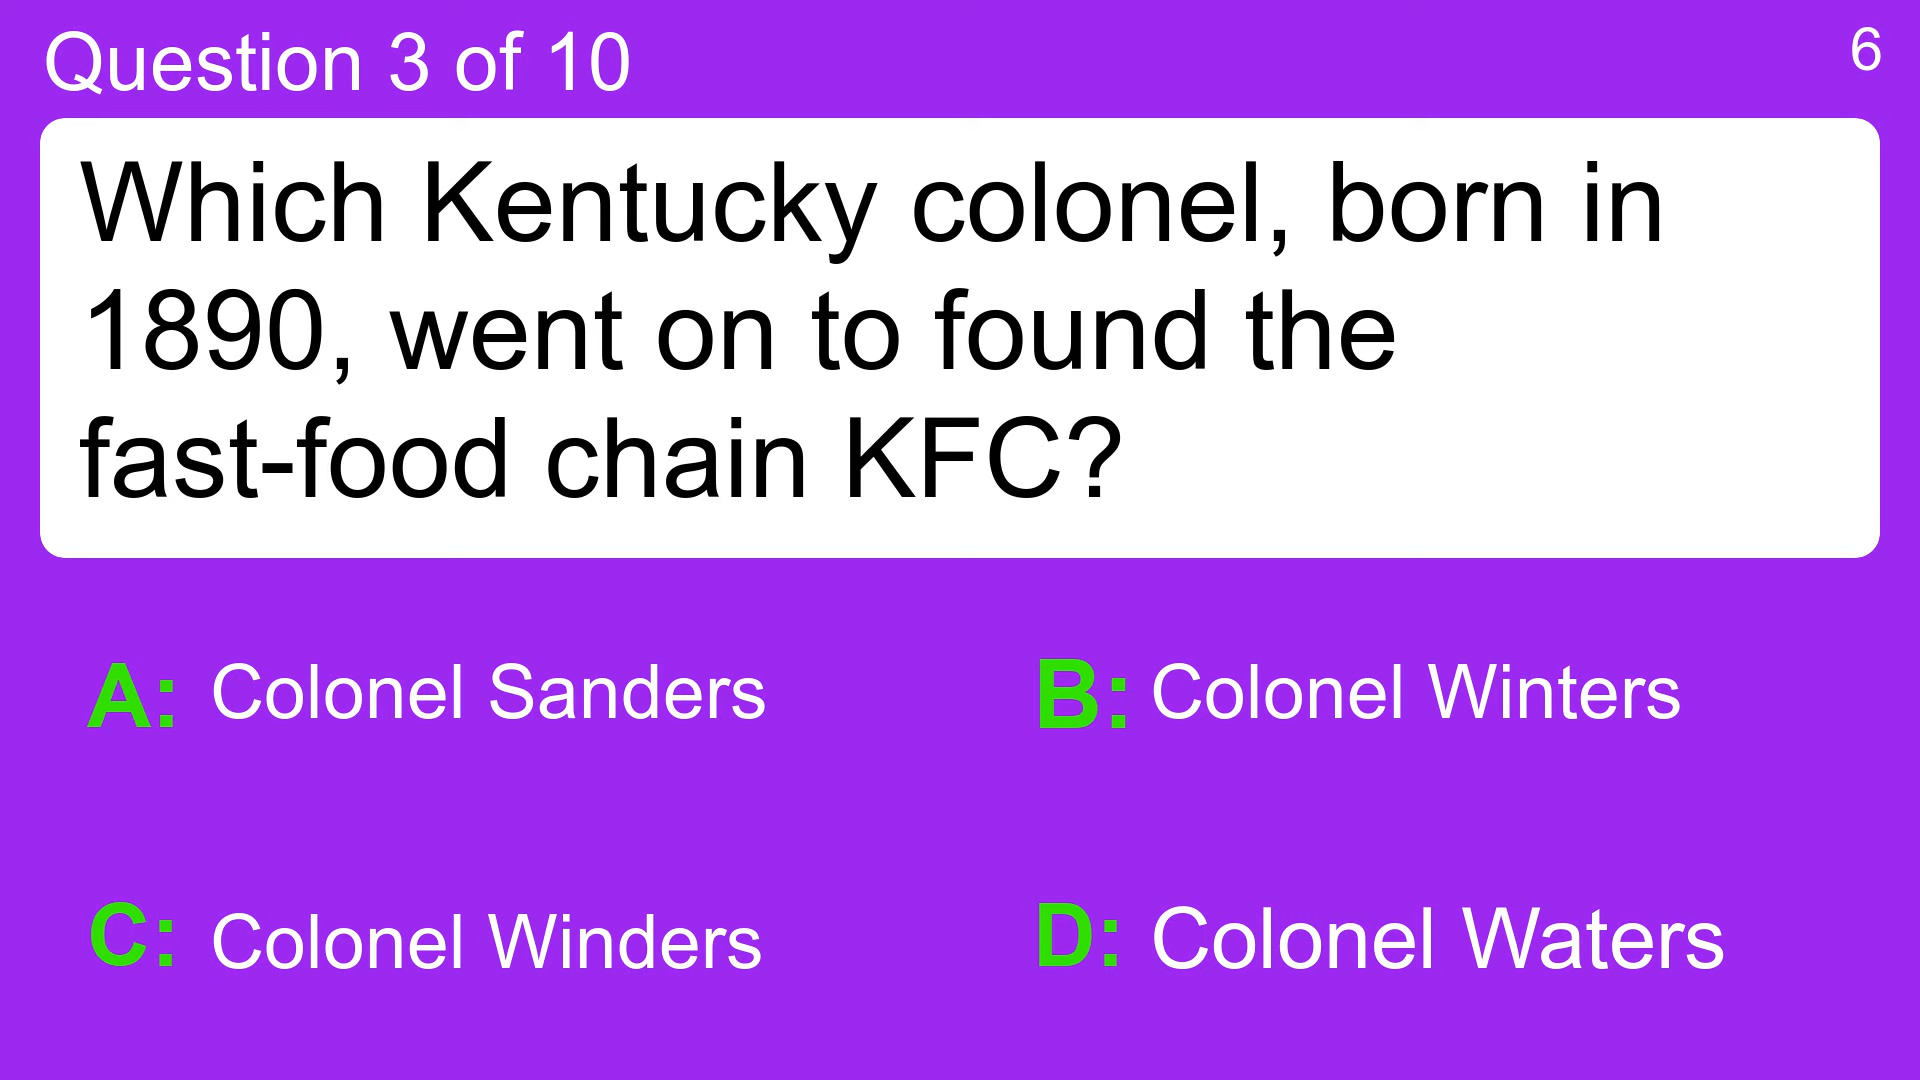 Question 3 of 10
6
Which Kentucky colonel, born in
1890, went on to found the
fast-food chain KFC?
A: Colonel Sanders
B: Colonel Winters
C: Colonel Winders
D: Colonel Waters